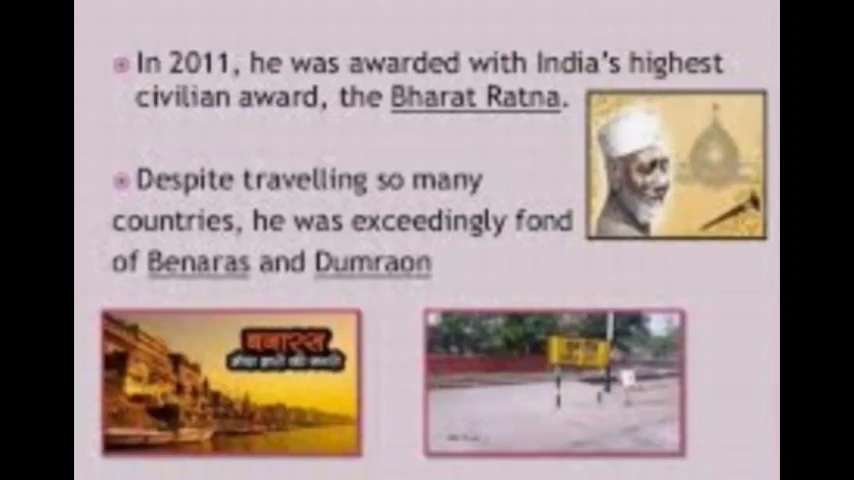 In 2011, he was awarded with India's highest
civilian award, the Bharat Ratna.
Despite travelling so many
countries, he was exceedingly fond
of Benaras and Dumraon
बनारस